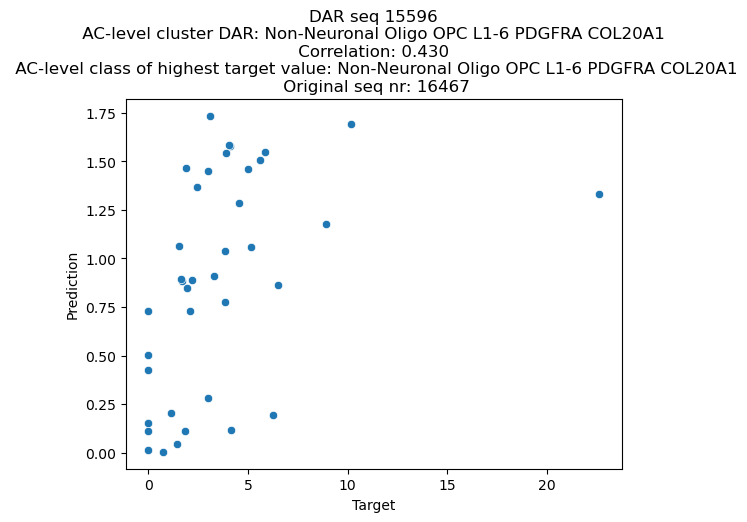 DAR seq 15596
AC-level cluster DAR: Non-Neuronal Oligo OPC L1-6 PDGFRA COL20A1
Correlation: 0.430
AC-level class of highest target value: Non-Neuronal Oligo OPC L1-6 PDGFRA COL20A1
Original seq nr: 16467
1.75
1.50
1.25
1.00
0.75
0.50
0.25
0.00
Prediction
0 5 10 15 20
Target